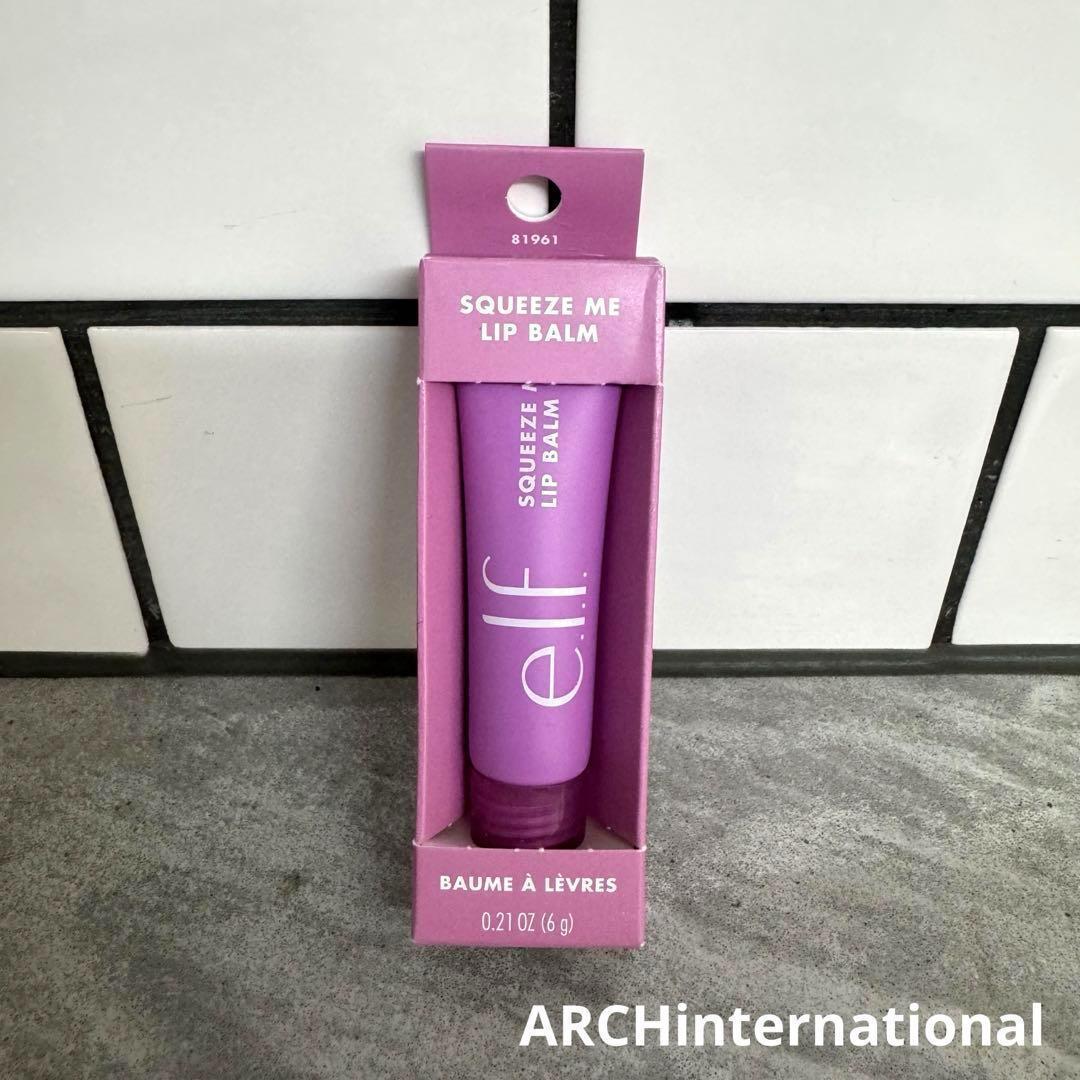 81961
SQUEEZE ME
LIP BALM
SQUEEZE
LIP BALM
e.l.f.
BAUME À LÈVRES
0.21 OZ (6 g)
ARCHinternational